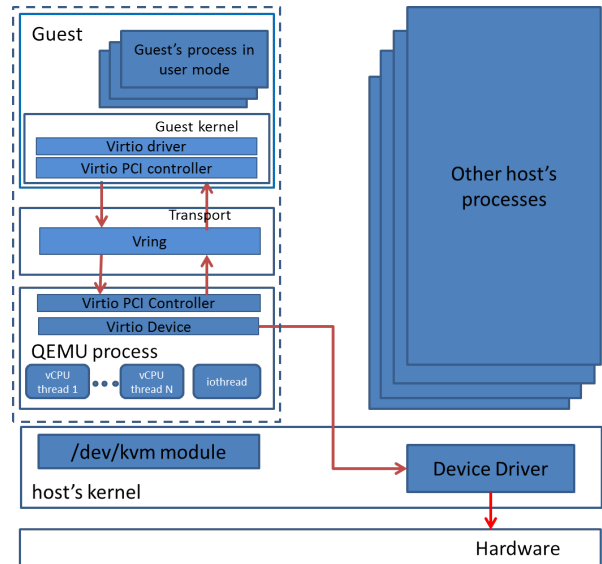 Guest
Guest's process in
user mode
Guest kernel
Virtio driver
Virtio PCI controller
Transport
Vring
Virtio PCI Controller
Virtio Device
QEMU process
vCPU
thread 1
vCPU
thread N
iothread
Other host's
processes
/dev/kvm module
host's kernel
Device Driver
Hardware